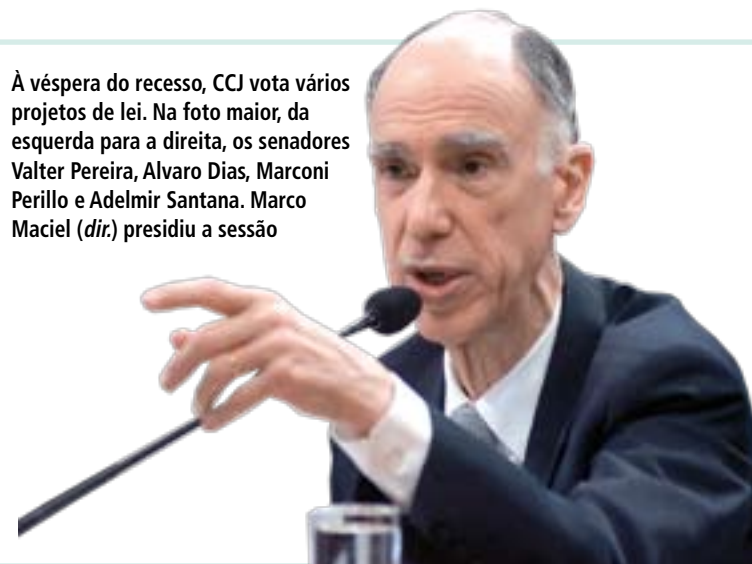 À véspera do recesso, CCJ vota vários
projetos de lei. Na foto maior, da
esquerda para a direita, os senadores
Valter Pereira, Alvaro Dias, Marconi
Perillo e Adelmir Santana. Marco
Maciel (dir.) presidiu a sessão